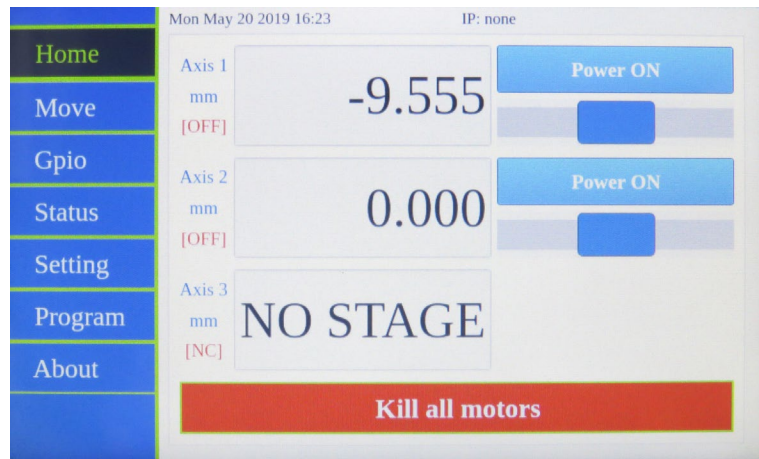 Mon May 20 2019 16:23 IP: none
Home
Move
Gpio
Status
Setting
Program
About
Axis 1
mm
[OFF]
-9.555
Power ON
Axis 2
mm
[OFF]
0.000
Power ON
Axis 3
mm
[NC]
NO STAGE
Kill all motors